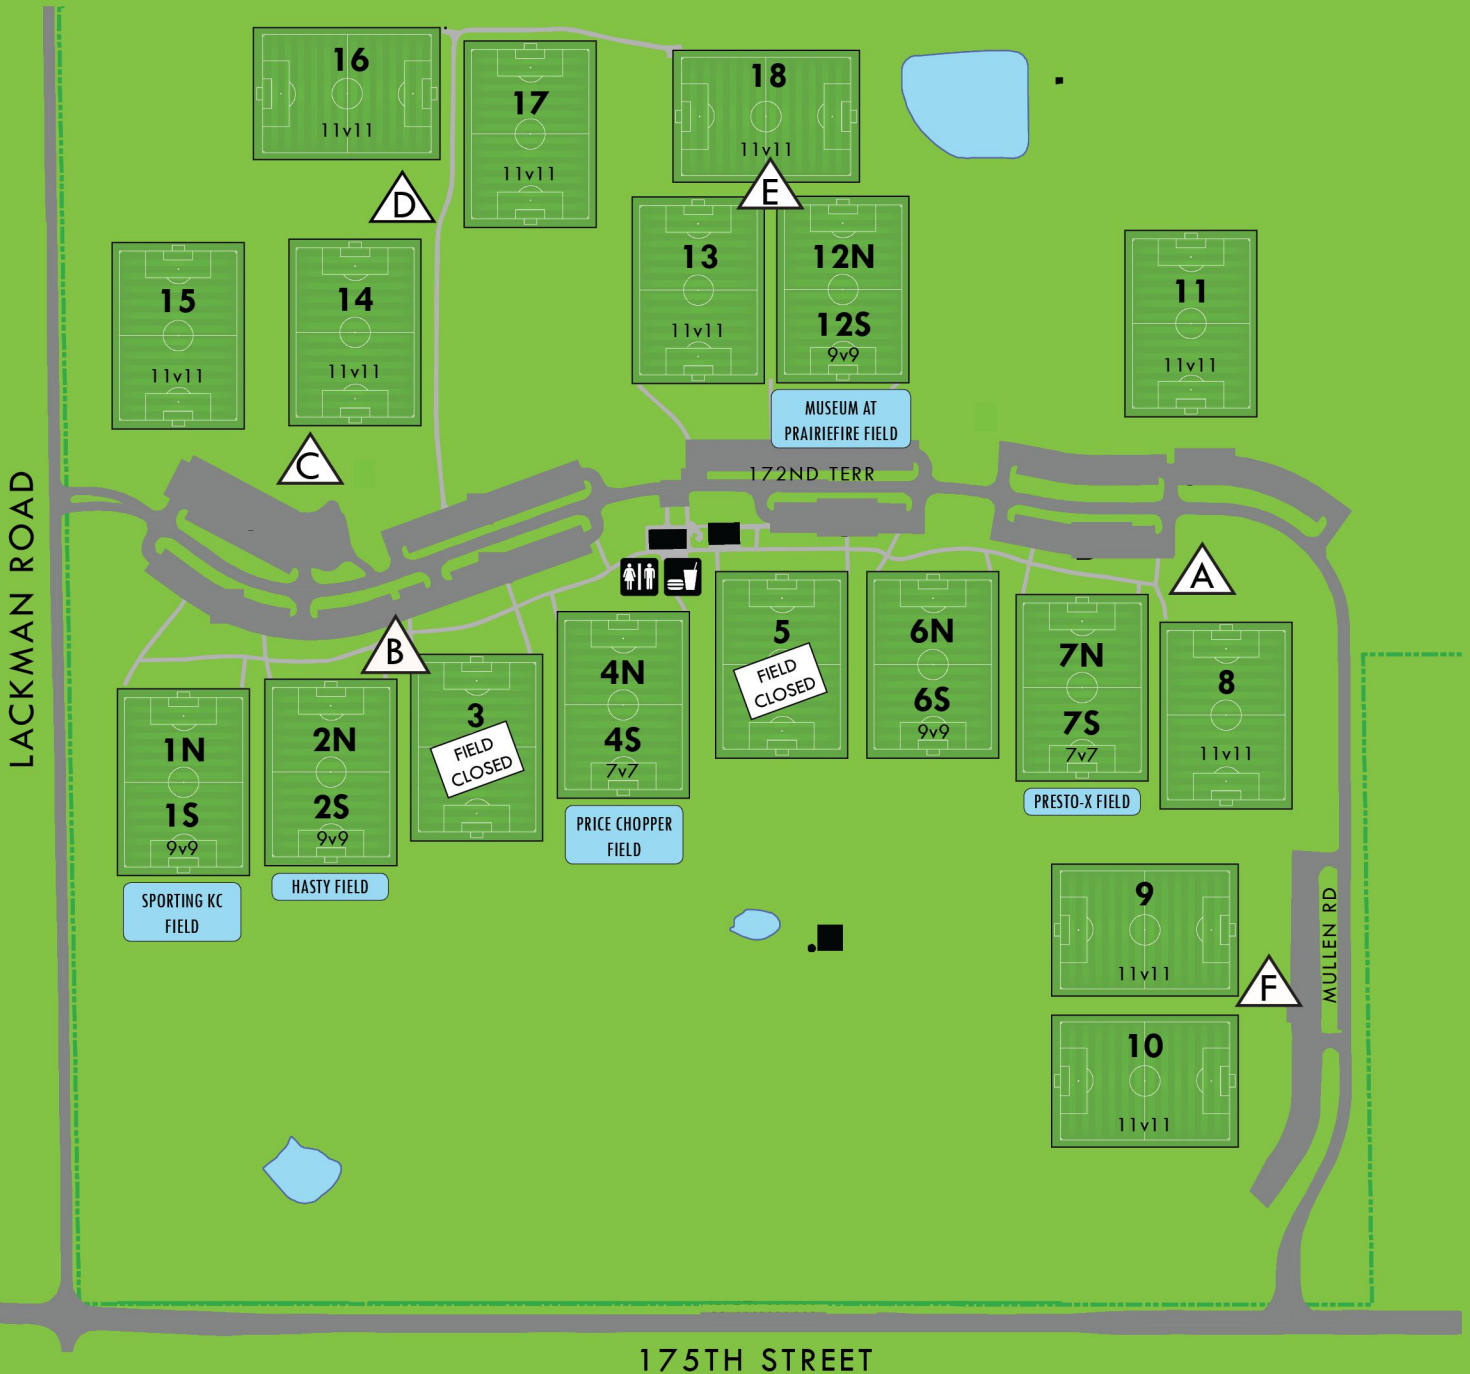 16
11v11
17
11v11
18
11v11
D
E
15
11v11
14
11v11
13
11v11
12N
12S
9v9
11
11v11
MUSEUM AT
PRAIRIEFIRE FIELD
C
172ND TERR
LACKMAN ROAD
A
B
1N
1S
9v9
SPORTING KC
FIELD
2N
2S
9v9
HASTY FIELD
3
FIELD
CLOSED
4N
4S
7v7
PRICE CHOPPER
FIELD
5
FIELD
CLOSED
6N
6S
9v9
7N
7S
7v7
PRESTO-X FIELD
8
11v11
9
11v11
F
MULLEN RD
10
11v11
175TH STREET